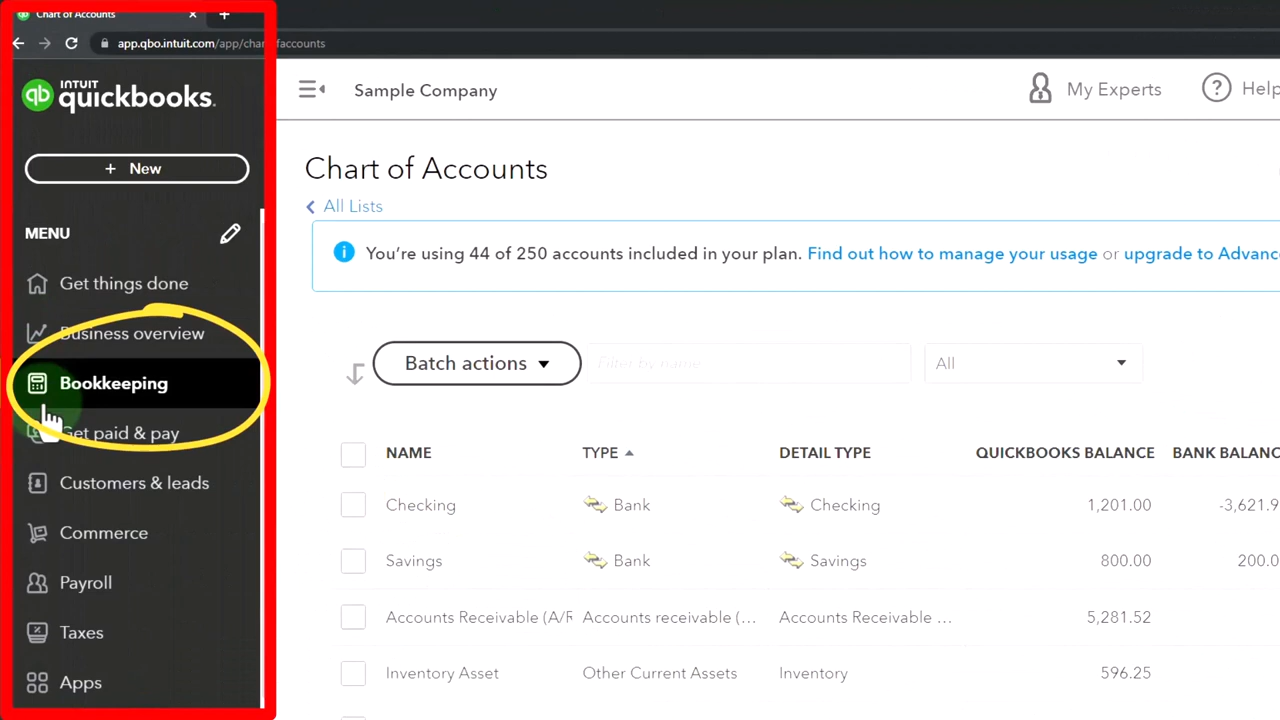 Chart of Accounts
app.qbo.intuit.com/app/chartofaccounts
INTUIT
quickbooks.
+ New
MENU
Get things done
Business overview
Bookkeeping
Get paid & pay
Customers & leads
Commerce
Payroll
Taxes
Apps
Sample Company
My Experts
Help
Chart of Accounts
All Lists
You’re using 44 of 250 accounts included in your plan. Find out how to manage your usage or upgrade to Advance
Batch actions
Filter by name
All
NAME TYPE DETAIL TYPE QUICKBOOKS BALANCE BANK BALANC
Checking Bank Checking 1,201.00 -3,621.9
Savings Bank Savings 800.00 200.0
Accounts Receivable (A/R Accounts receivable (... Accounts Receivable ... 5,281.52
Inventory Asset Other Current Assets Inventory 596.25